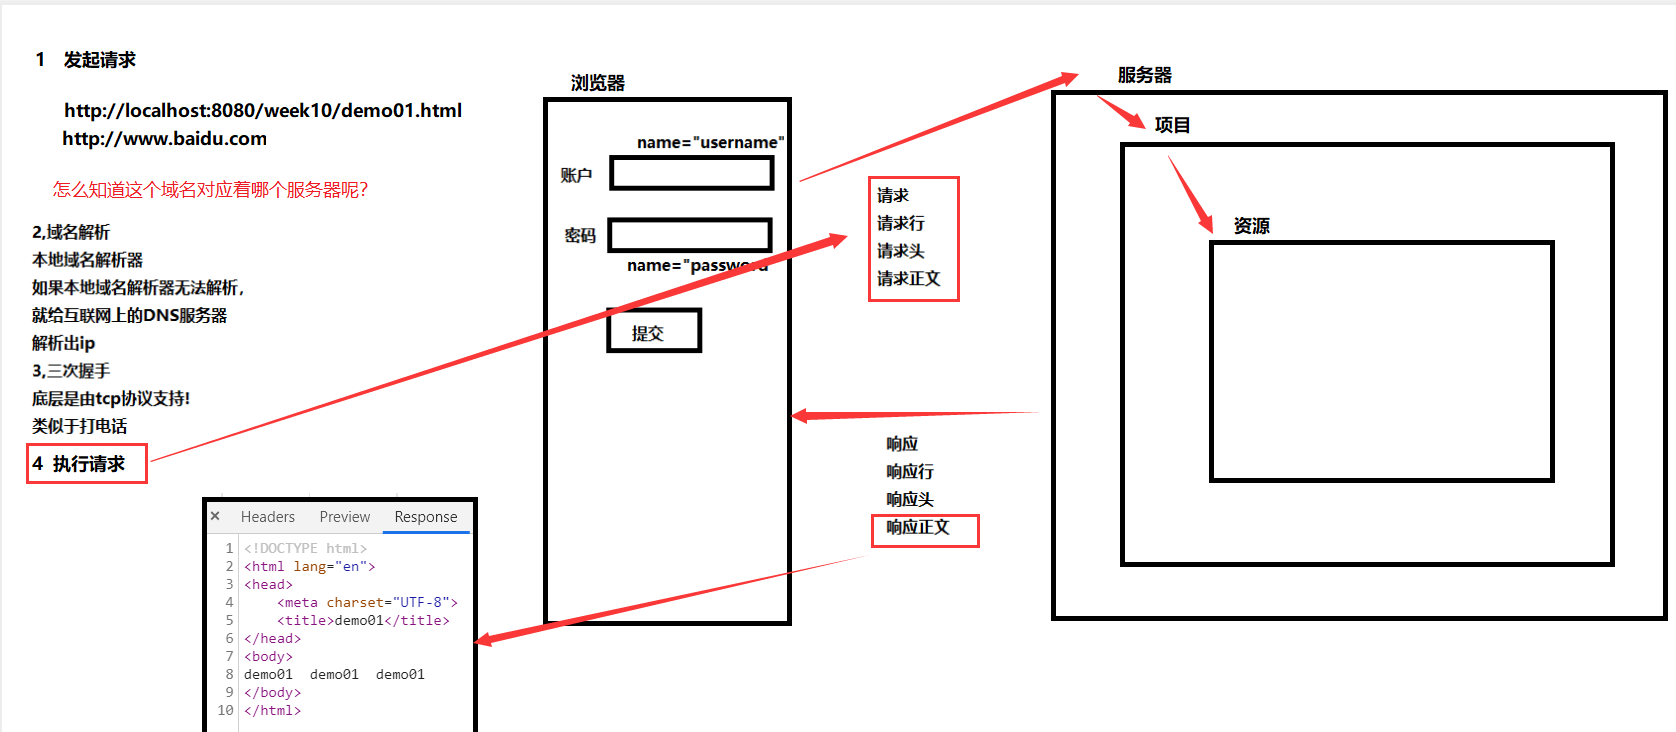 1 发起请求
http://localhost:8080/week10/demo01.html
http://www.baidu.com
怎么知道这个域名对应着哪个服务器呢?
2,域名解析
本地域名解析器
如果本地域名解析器无法解析,
就给互联网上的DNS服务器
解析出ip
3,三次握手
底层是由tcp协议支持!
类似于打电话
4 执行请求
浏览器
name="username"
账户
密码
name="password"
提交
请求
请求行
请求头
请求正文
响应
响应行
响应头
响应正文
服务器
项目
资源
× Headers Preview Response
1 <!DOCTYPE html>
2 <html lang="en">
3 <head>
4 <meta charset="UTF-8">
5 <title>demo01</title>
6 </head>
7 <body>
8 demo01 demo01 demo01
9 </body>
10 </html>